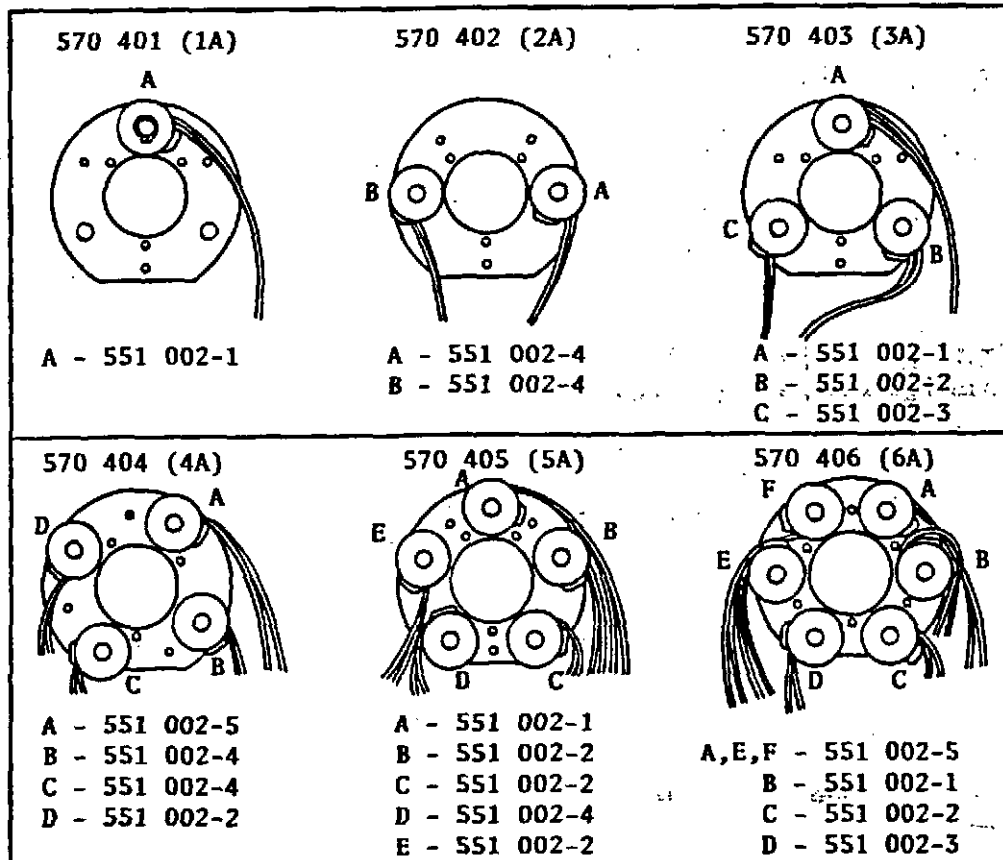 570 401 (1A)
A
A - 551 002-1
570 402 (2A)
B
A
A - 551 002-4
B - 551 002-4
570 403 (3A)
A
C
B
A - 551 002-1
B - 551 002-2
C - 551 002-3
570 404 (4A)
A
D
B
C
A - 551 002-5
B - 551 002-4
C - 551 002-4
D - 551 002-2
570 405 (5A)
A
E
B
D
C
A - 551 002-1
B - 551 002-2
C - 551 002-2
D - 551 002-4
E - 551 002-2
570 406 (6A)
F
A
E
B
D
C
A,E,F - 551 002-5
B - 551 002-1
C - 551 002-2
D - 551 002-3